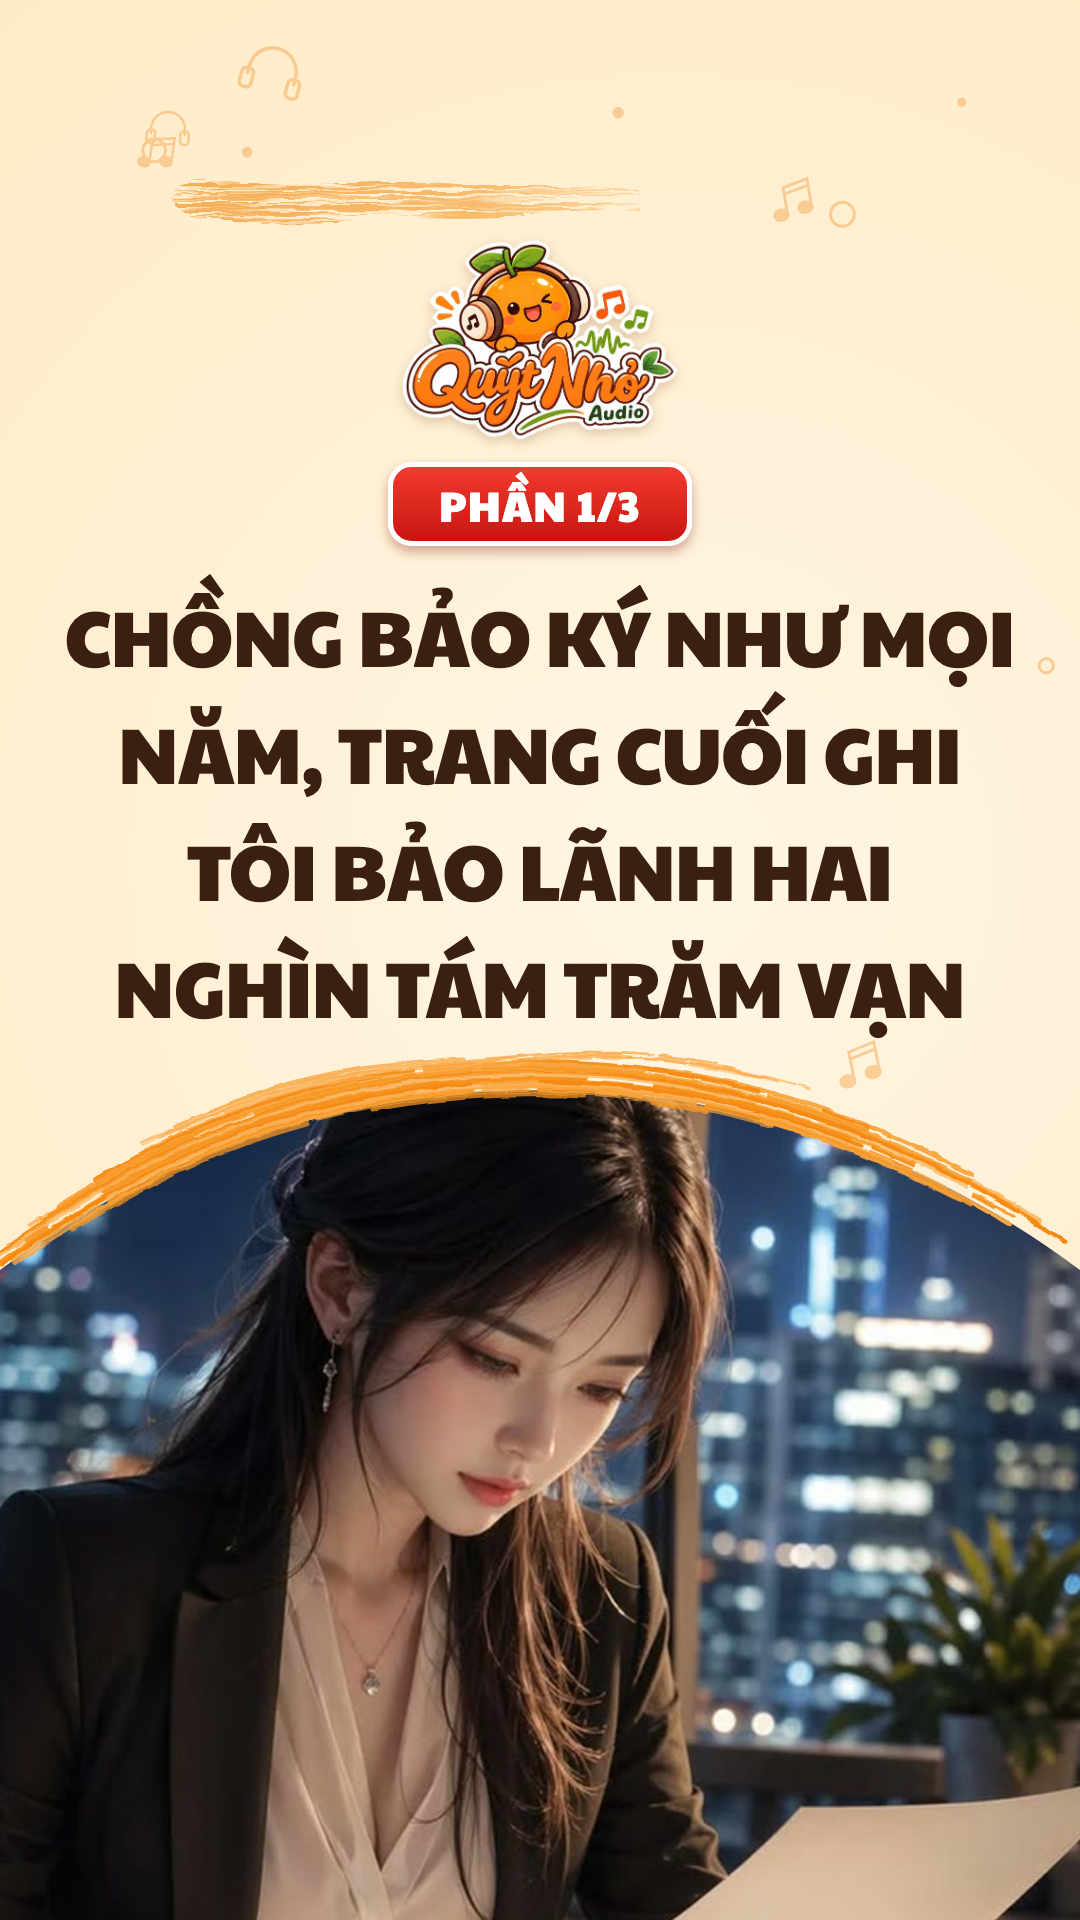 Quýt Nhỏ
Audio
PHẦN 1/3
CHỒNG BẢO KÝ NHƯ MỌI
NĂM, TRANG CUỐI GHI
TÔI BẢO LÃNH HAI
NGHÌN TÁM TRĂM VẠN